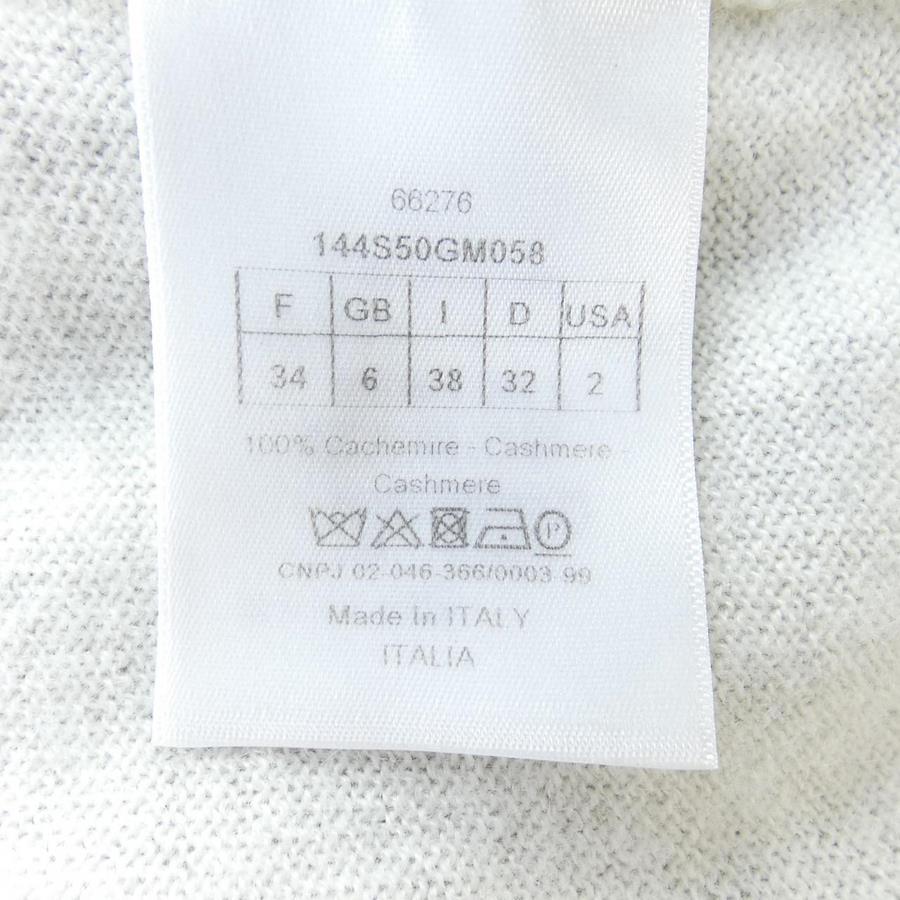 66276
144S50GM058
F GB I D USA
34 6 38 32 2
100% Cachemire - Cashmere -
Cashmere
P
CNPJ 02-046-366/0003-99
Made In ITALY
ITALIA